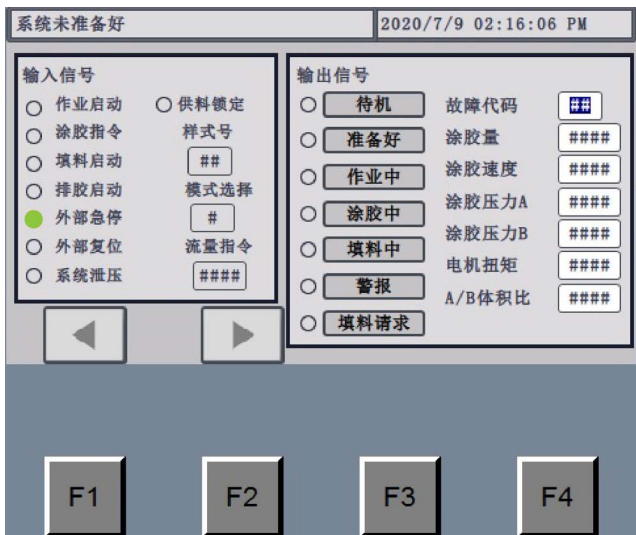 系统未准备好
2020/7/9 02:16:06 PM
输入信号
作业启动
供料锁定
涂胶指令
样式号
填料启动
##
排胶启动
模式选择
外部急停
#
外部复位
流量指令
系统泄压
####
输出信号
待机
故障代码
##
准备好
涂胶量
####
作业中
涂胶速度
####
涂胶中
涂胶压力A
####
填料中
涂胶压力B
####
警报
电机扭矩
####
填料请求
A/B体积比
####
F1
F2
F3
F4